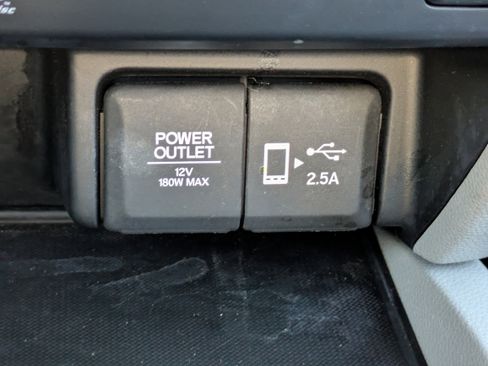 POWER
OUTLET
12V
180W MAX
2.5A